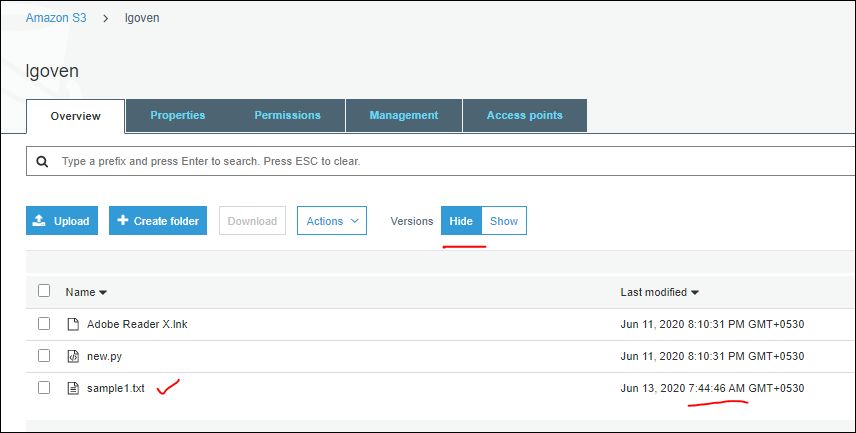 Amazon S3 > lgoven
lgoven
Overview Properties Permissions Management Access points
Type a prefix and press Enter to search. Press ESC to clear.
Upload Create folder Download Actions Versions Hide Show
Name Last modified
Adobe Reader X.lnk Jun 11, 2020 8:10:31 PM GMT+0530
new.py Jun 11, 2020 8:10:31 PM GMT+0530
sample1.txt Jun 13, 2020 7:44:46 AM GMT+0530